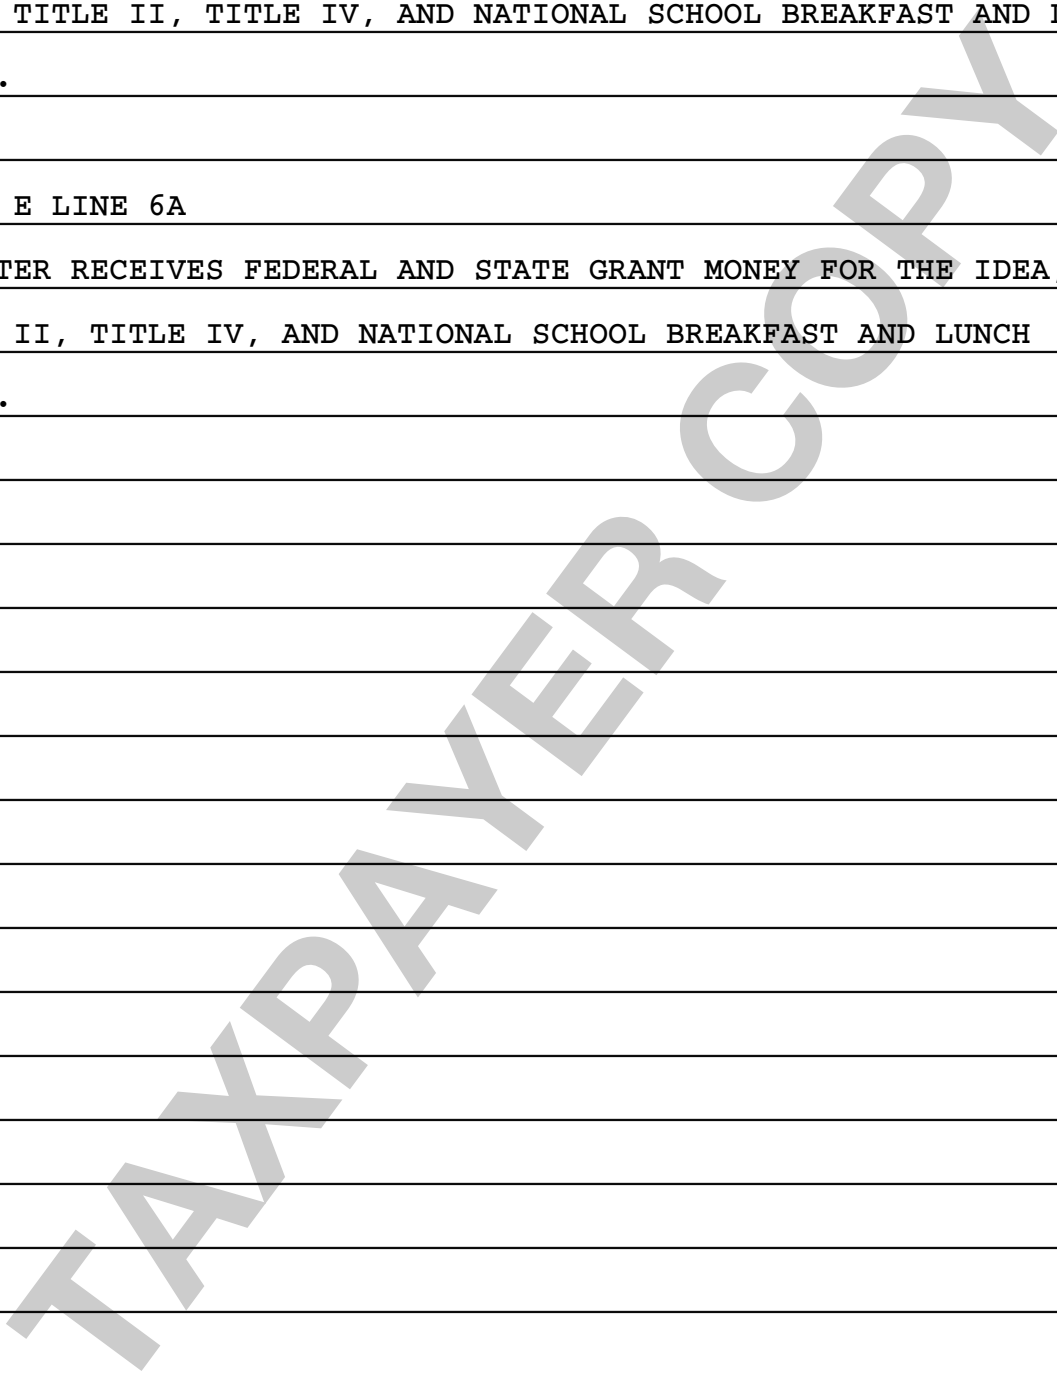 TITLE II, TITLE IV, AND NATIONAL SCHOOL BREAKFAST AND
.
E LINE 6A
TER RECEIVES FEDERAL AND STATE GRANT MONEY FOR THE IDEA,
II, TITLE IV, AND NATIONAL SCHOOL BREAKFAST AND LUNCH
.
TAXPAYER COPY